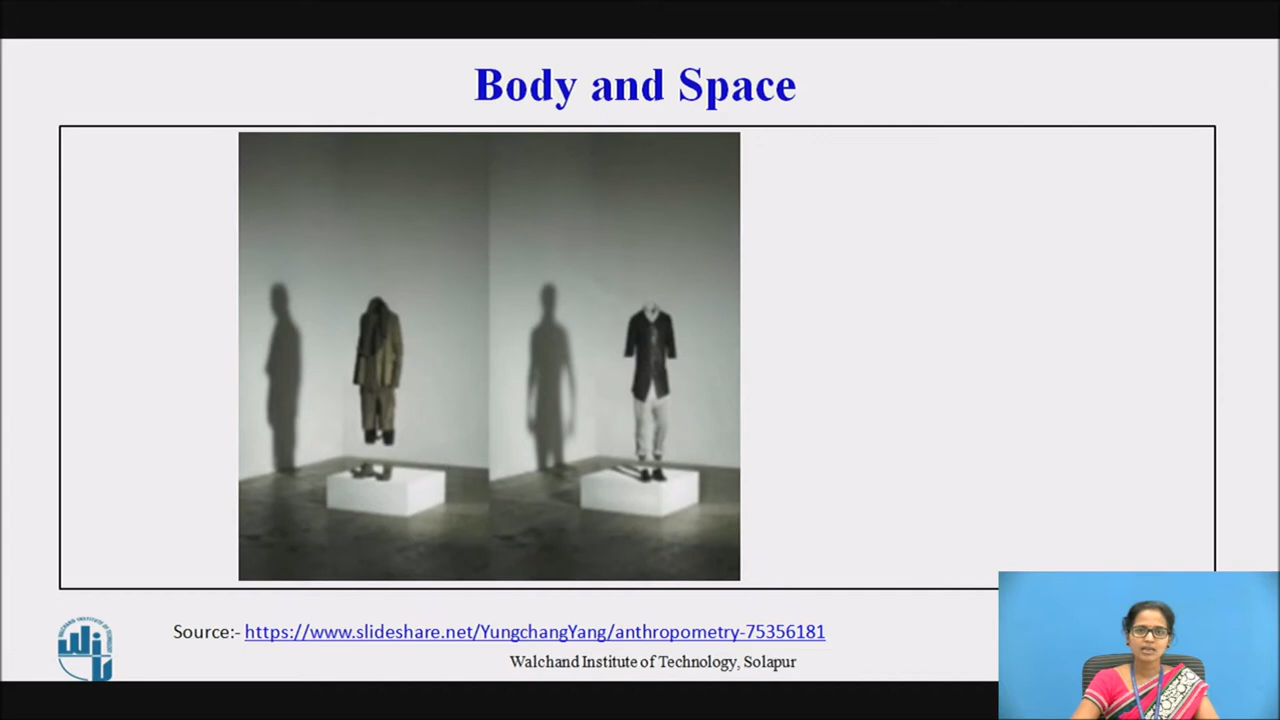 Body and Space
Source:- https://www.slideshare.net/YungchangYang/anthropometry-75356181
Walchand Institute of Technology, Solapur